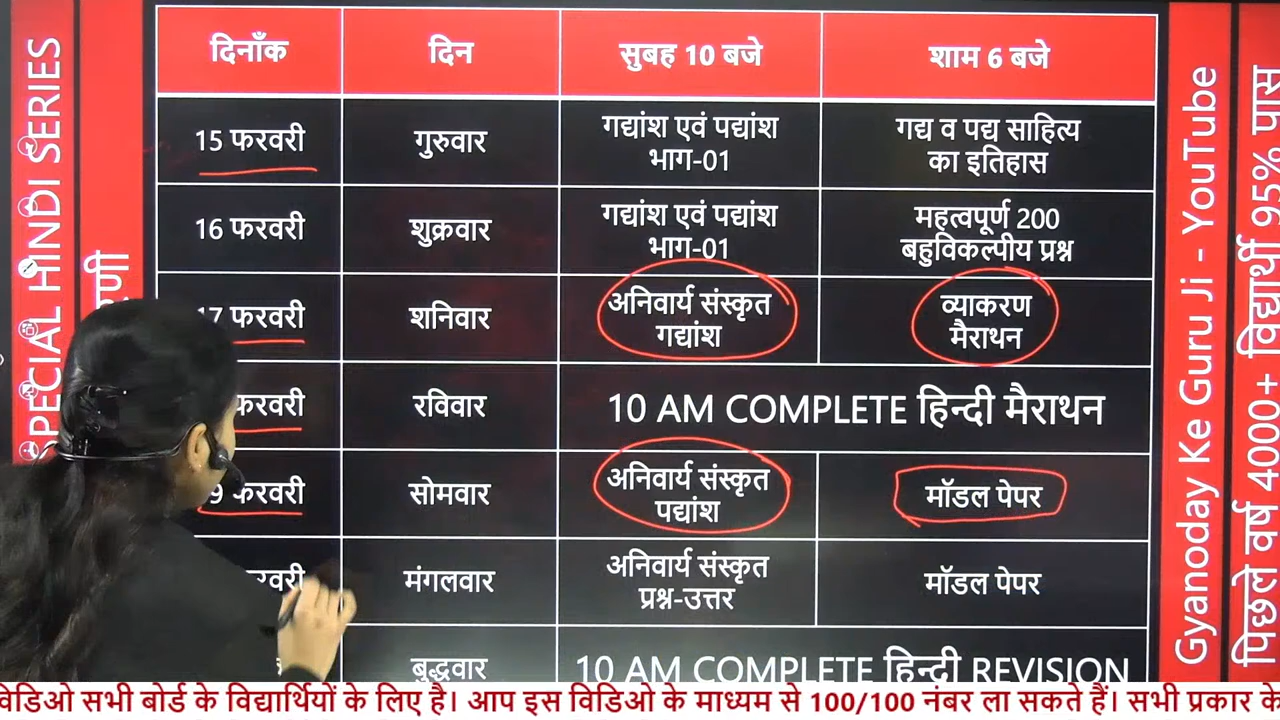 SPECIAL HINDI SERIES
दिनाँक
दिन
सुबह 10 बजे
शाम 6 बजे
15 फरवरी
गुरुवार
गद्यांश एवं पद्यांश
भाग-01
गद्य व पद्य साहित्य
का इतिहास
16 फरवरी
शुक्रवार
गद्यांश एवं पद्यांश
भाग-01
महत्वपूर्ण 200
बहुविकल्पीय प्रश्न
17 फरवरी
शनिवार
अनिवार्य संस्कृत
गद्यांश
व्याकरण
मैराथन
फरवरी
रविवार
10 AM COMPLETE हिन्दी मैराथन
9 फरवरी
सोमवार
अनिवार्य संस्कृत
पद्यांश
मॉडल पेपर
मंगलवार
अनिवार्य संस्कृत
प्रश्न-उत्तर
मॉडल पेपर
बुद्धवार
10 AM COMPLETE हिन्दी REVISION
Gyanoday Ke Guru Ji - YouTube
पिछले वर्ष 4000+ विद्यार्थी 95% पास
विडिओ सभी बोर्ड के विद्यार्थियों के लिए है। आप इस विडिओ के माध्यम से 100/100 नंबर ला सकते हैं। सभी प्रकार के